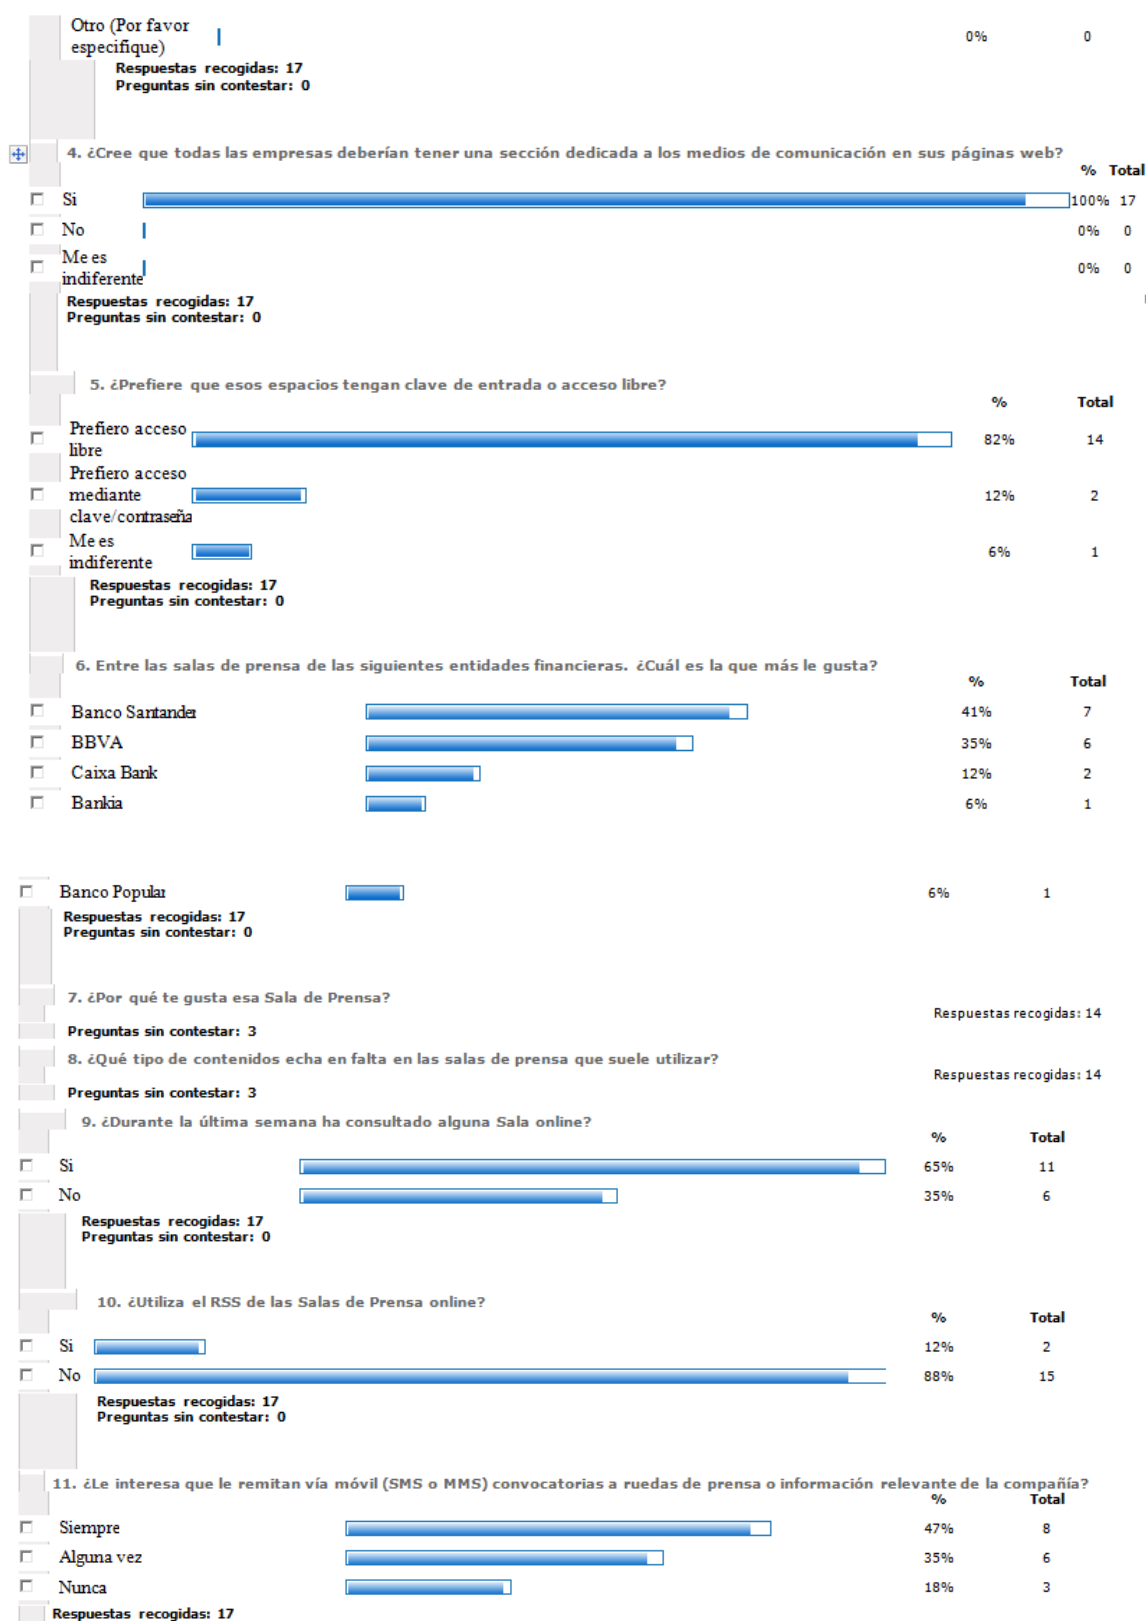 Otro (Por favor
especifique)
0% 0
Respuestas recogidas: 17
Preguntas sin contestar: 0
4. ¿Cree que todas las empresas deberían tener una sección dedicada a los medios de comunicación en sus páginas web?
% Total
Si 100% 17
No 0% 0
Me es
indiferente
0% 0
Respuestas recogidas: 17
Preguntas sin contestar: 0
5. ¿Prefiere que esos espacios tengan clave de entrada o acceso libre?
% Total
Prefiero acceso
libre
82% 14
Prefiero acceso
mediante
clave/contraseña
12% 2
Me es
indiferente
6% 1
Respuestas recogidas: 17
Preguntas sin contestar: 0
6. Entre las salas de prensa de las siguientes entidades financieras. ¿Cuál es la que más le gusta?
% Total
Banco Santander 41% 7
BBVA 35% 6
Caixa Bank 12% 2
Bankia 6% 1
Banco Popular 6% 1
Respuestas recogidas: 17
Preguntas sin contestar: 0
7. ¿Por qué te gusta esa Sala de Prensa?
Respuestas recogidas: 14
Preguntas sin contestar: 3
8. ¿Qué tipo de contenidos echa en falta en las salas de prensa que suele utilizar?
Respuestas recogidas: 14
Preguntas sin contestar: 3
9. ¿Durante la última semana ha consultado alguna Sala online?
% Total
Si 65% 11
No 35% 6
Respuestas recogidas: 17
Preguntas sin contestar: 0
10. ¿Utiliza el RSS de las Salas de Prensa online?
% Total
Si 12% 2
No 88% 15
Respuestas recogidas: 17
Preguntas sin contestar: 0
11. ¿Le interesa que le remitan vía móvil (SMS o MMS) convocatorias a ruedas de prensa o información relevante de la compañía?
% Total
Siempre 47% 8
Alguna vez 35% 6
Nunca 18% 3
Respuestas recogidas: 17